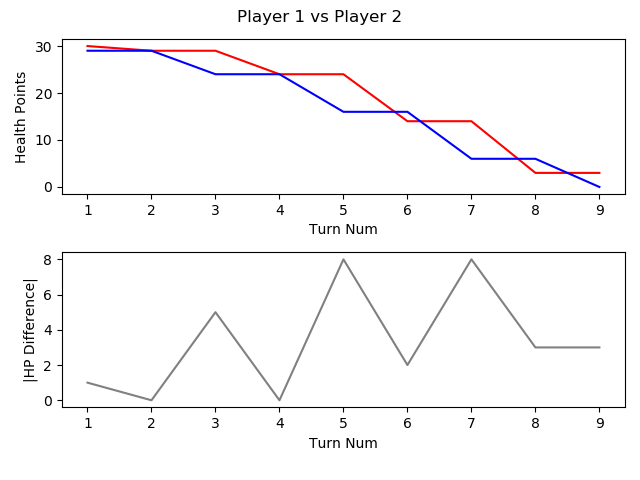 Player 1 vs Player 2
Health Points
30
20
10
0
1 2 3 4 5 6 7 8 9
Turn Num
|HP Difference|
8
6
4
2
0
1 2 3 4 5 6 7 8 9
Turn Num